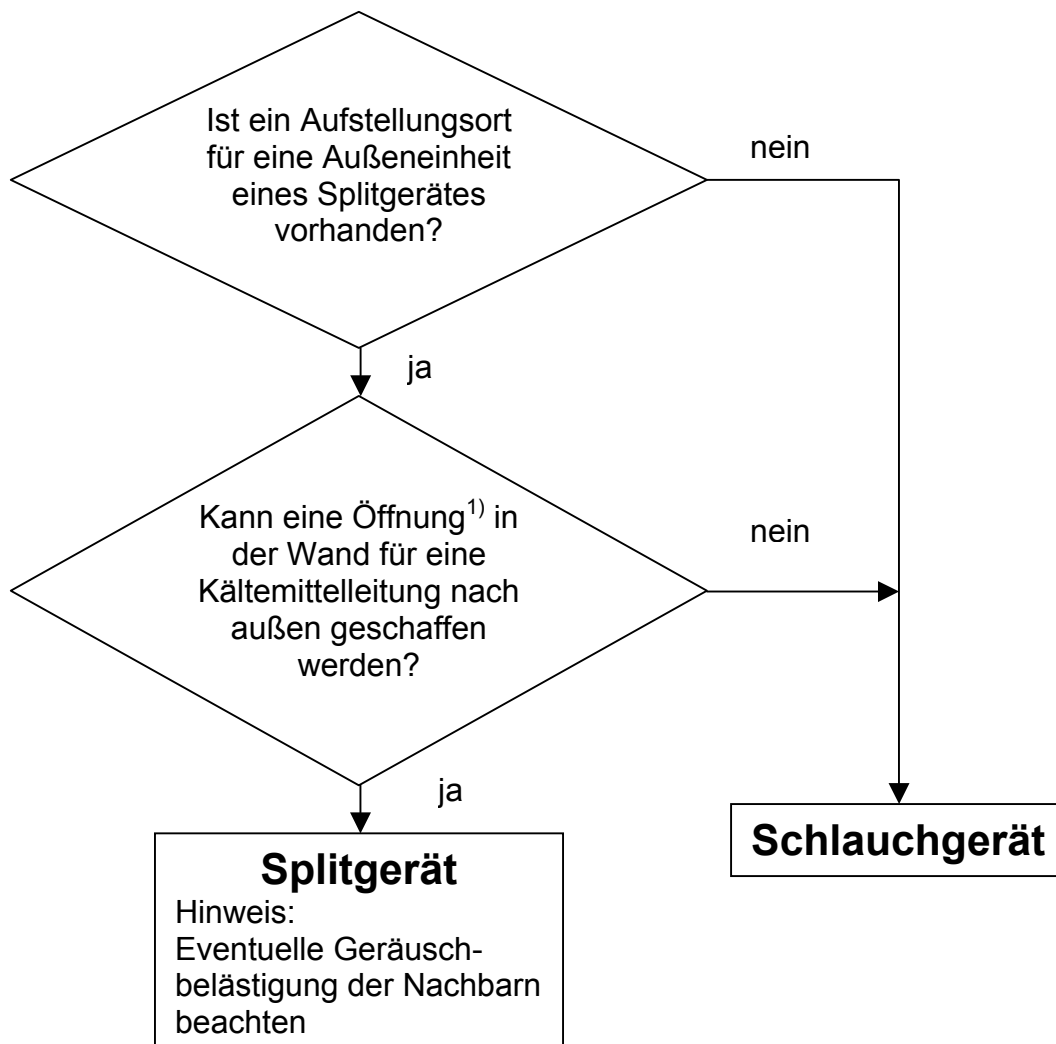 Ist ein Aufstellungsort
für eine Außeneinheit
eines Splitgerätes
vorhanden?
nein
ja
Kann eine Öffnung¹⁾ in
der Wand für eine
Kältemittelleitung nach
außen geschaffen
werden?
nein
ja
Schlauchgerät
Splitgerät
Hinweis:
Eventuelle Geräusch-
belästigung der Nachbarn
beachten